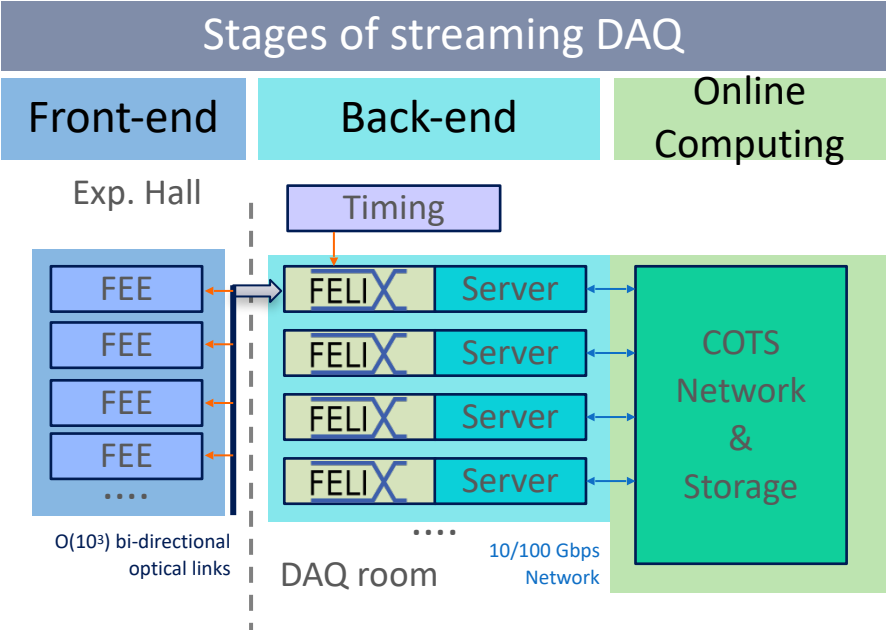 Stages of streaming DAQ
Front-end
Back-end
Online
Computing
Exp. Hall
Timing
FEE
FELIX
Server
FEE
FELIX
Server
FEE
FELIX
Server
FEE
FELIX
Server
....
....
COTS
Network
&
Storage
O(10³) bi-directional
optical links
DAQ room
10/100 Gbps
Network